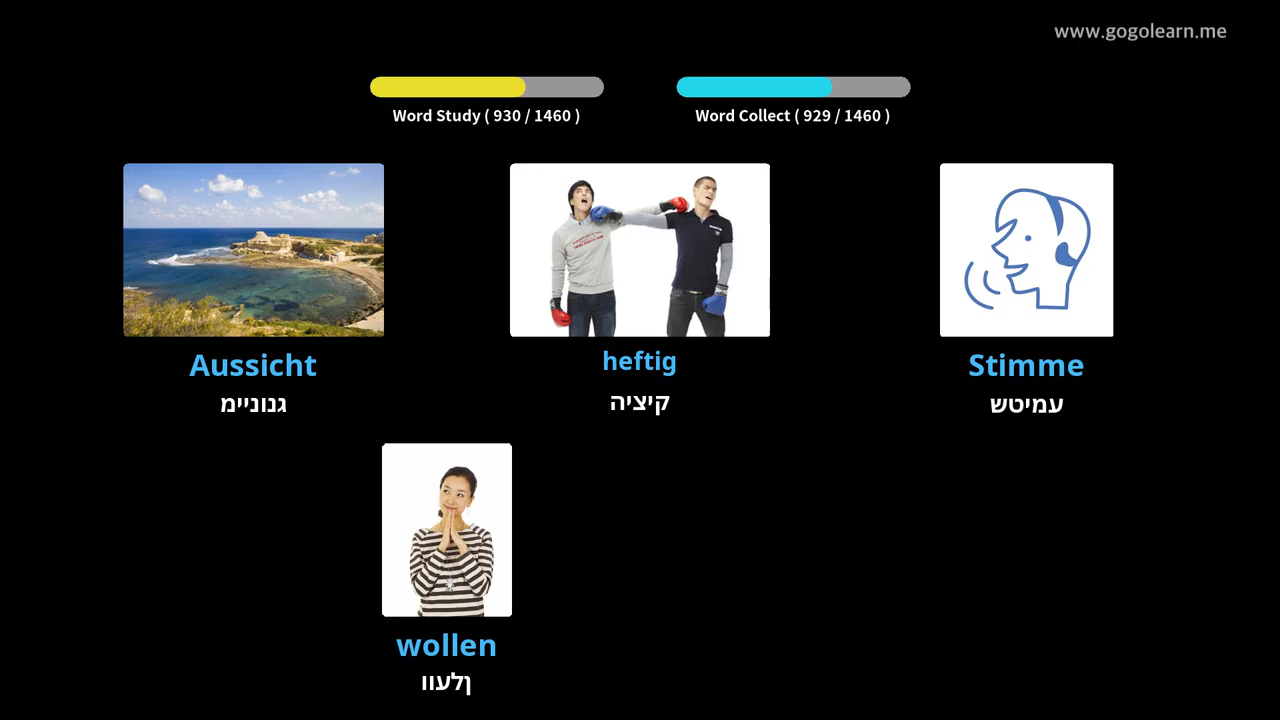 www.gogolearn.me
Word Study ( 930 / 1460 )
Word Collect ( 929 / 1460 )
Aussicht
גנוניימ
heftig
קיציה
Stimme
עמיטש
wollen
ןלעוו